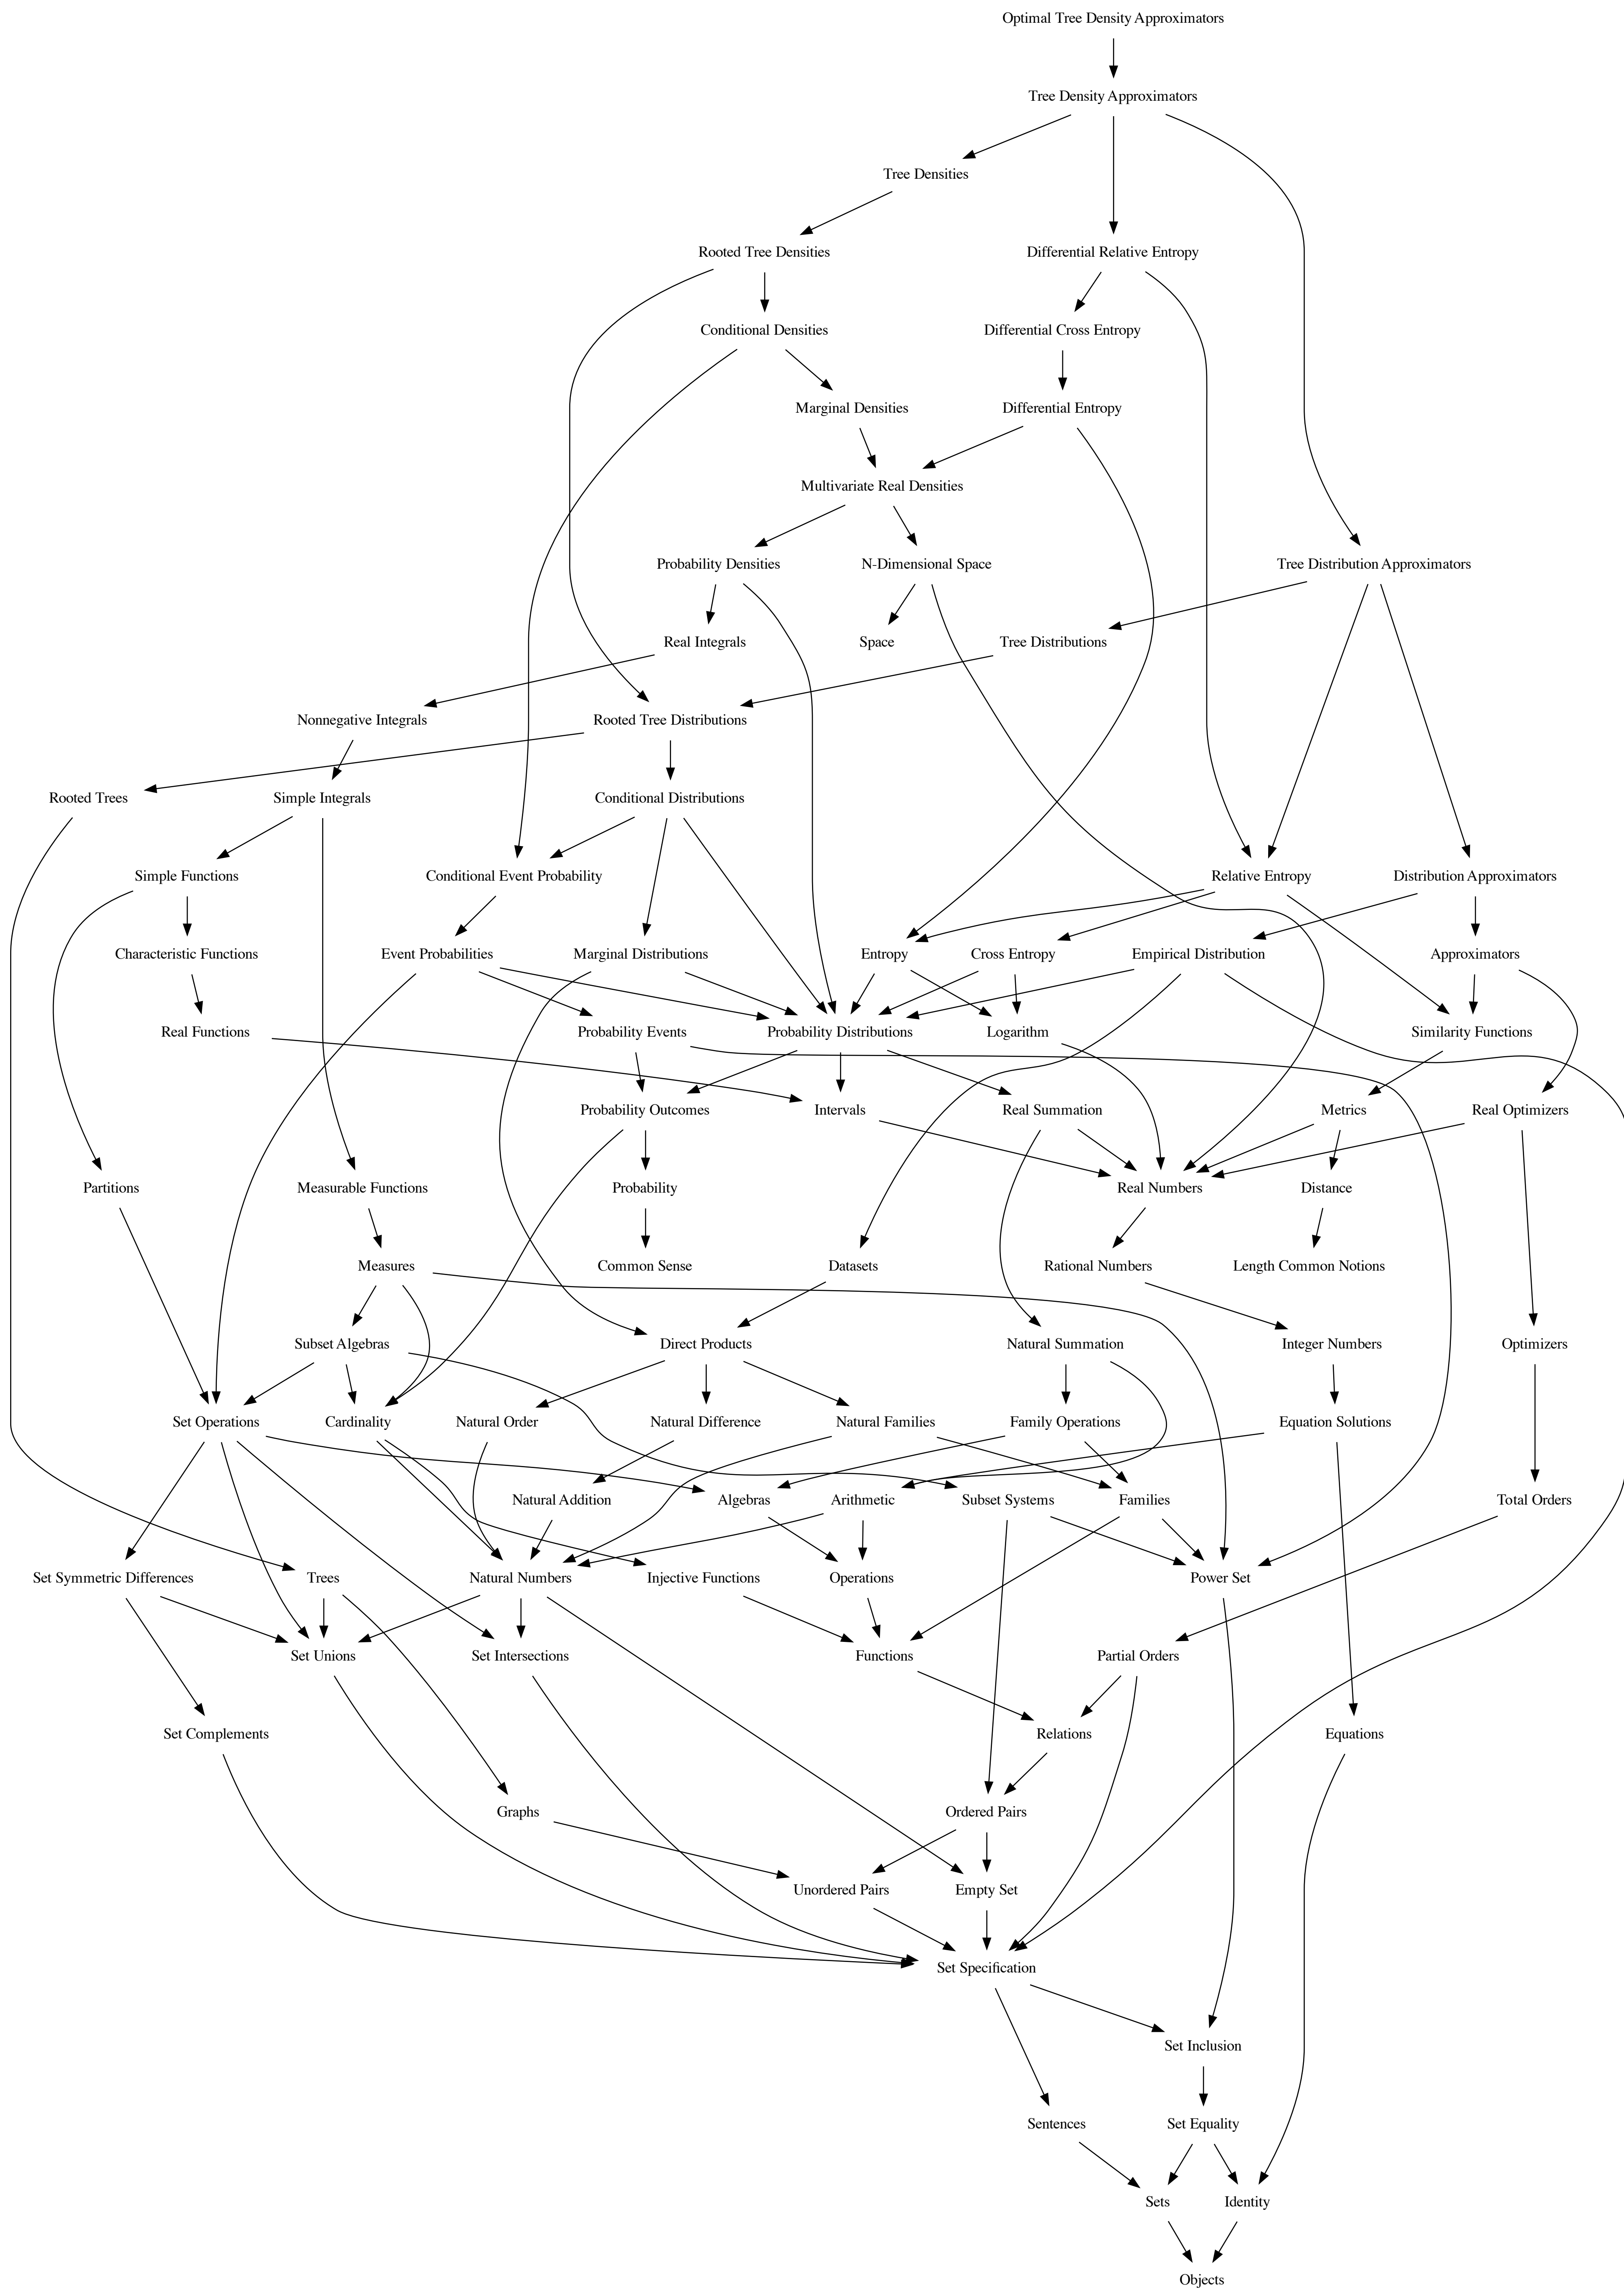 Optimal Tree Density Approximators
Tree Density Approximators
Tree Densities
Rooted Tree Densities
Differential Relative Entropy
Conditional Densities
Differential Cross Entropy
Marginal Densities
Differential Entropy
Multivariate Real Densities
Probability Densities
N-Dimensional Space
Tree Distribution Approximators
Real Integrals
Space
Tree Distributions
Nonnegative Integrals
Rooted Tree Distributions
Rooted Trees
Simple Integrals
Conditional Distributions
Simple Functions
Conditional Event Probability
Relative Entropy
Distribution Approximators
Characteristic Functions
Event Probabilities
Marginal Distributions
Entropy
Cross Entropy
Empirical Distribution
Approximators
Real Functions
Probability Events
Probability Distributions
Logarithm
Similarity Functions
Probability Outcomes
Intervals
Real Summation
Metrics
Real Optimizers
Partitions
Measurable Functions
Probability
Real Numbers
Distance
Measures
Common Sense
Datasets
Rational Numbers
Length Common Notions
Subset Algebras
Direct Products
Natural Summation
Integer Numbers
Optimizers
Set Operations
Cardinality
Natural Order
Natural Difference
Natural Families
Family Operations
Equation Solutions
Natural Addition
Algebras
Arithmetic
Subset Systems
Families
Total Orders
Set Symmetric Differences
Trees
Natural Numbers
Injective Functions
Operations
Power Set
Set Unions
Set Intersections
Functions
Partial Orders
Set Complements
Relations
Equations
Graphs
Ordered Pairs
Unordered Pairs
Empty Set
Set Specification
Set Inclusion
Sentences
Set Equality
Sets
Identity
Objects